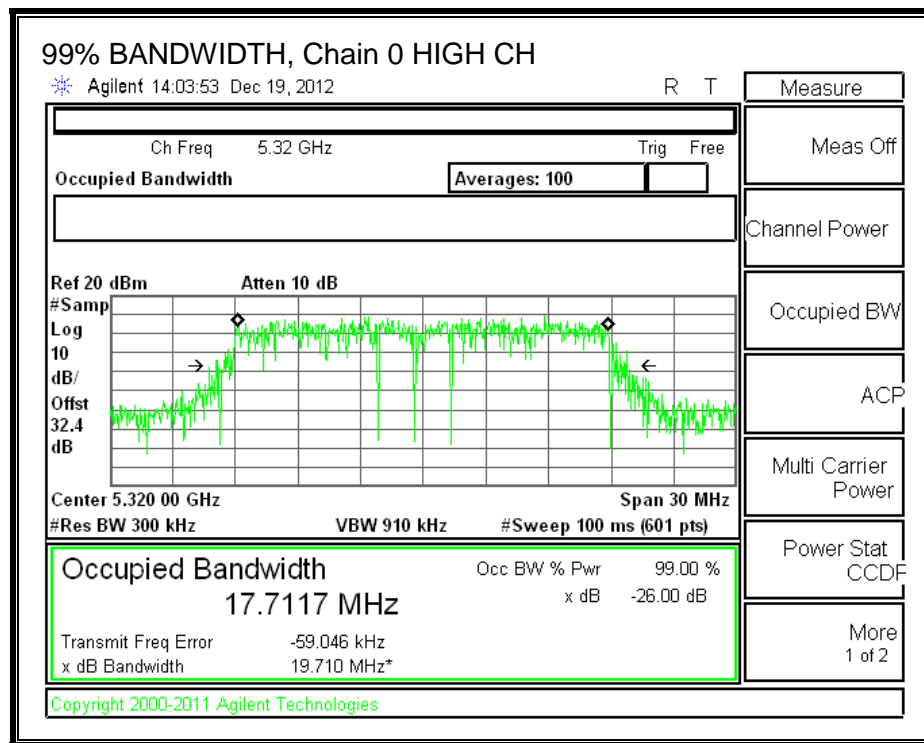 99% BANDWIDTH, Chain 0 HIGH CH
Agilent 14:03:53 Dec 19, 2012 R T
Measure
Ch Freq 5.32 GHz Trig Free
Meas Off
Occupied Bandwidth Averages: 100
Channel Power
Ref 20 dBm Atten 10 dB
#Samp
Log
10
dB/
Offst
32.4
dB
Occupied BW
ACP
Multi Carrier
Power
Center 5.320 00 GHz Span 30 MHz
#Res BW 300 kHz VBW 910 kHz #Sweep 100 ms (601 pts)
Power Stat
CCDF
Occupied Bandwidth Occ BW % Pwr 99.00 %
17.7117 MHz x dB -26.00 dB
Transmit Freq Error -59.046 kHz
x dB Bandwidth 19.710 MHz*
More
1 of 2
Copyright 2000-2011 Agilent Technologies